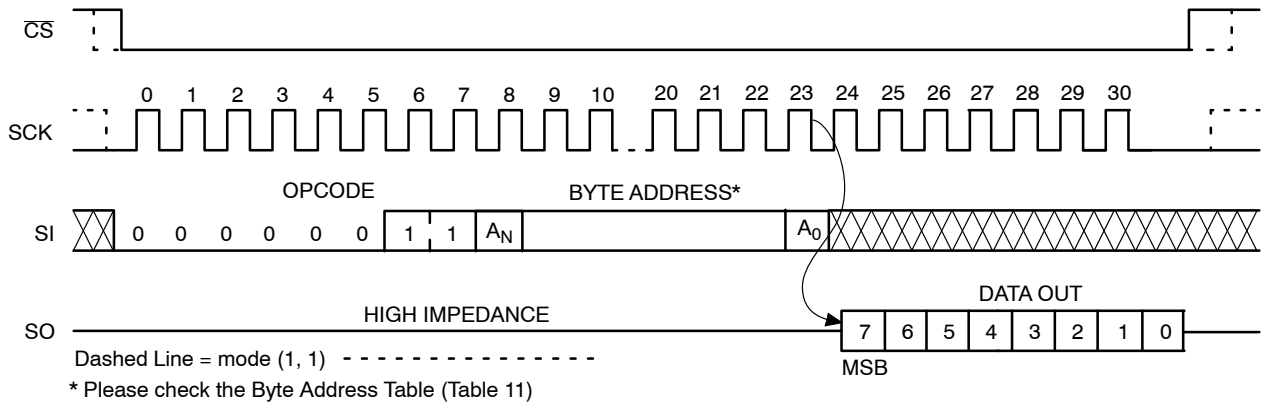 CS
0 1 2 3 4 5 6 7 8 9 10 20 21 22 23 24 25 26 27 28 29 30
SCK
OPCODE BYTE ADDRESS*
SI 0 0 0 0 0 0 1 1 AN A0
DATA OUT
HIGH IMPEDANCE
SO 7 6 5 4 3 2 1 0
Dashed Line = mode (1, 1)
MSB
* Please check the Byte Address Table (Table 11)